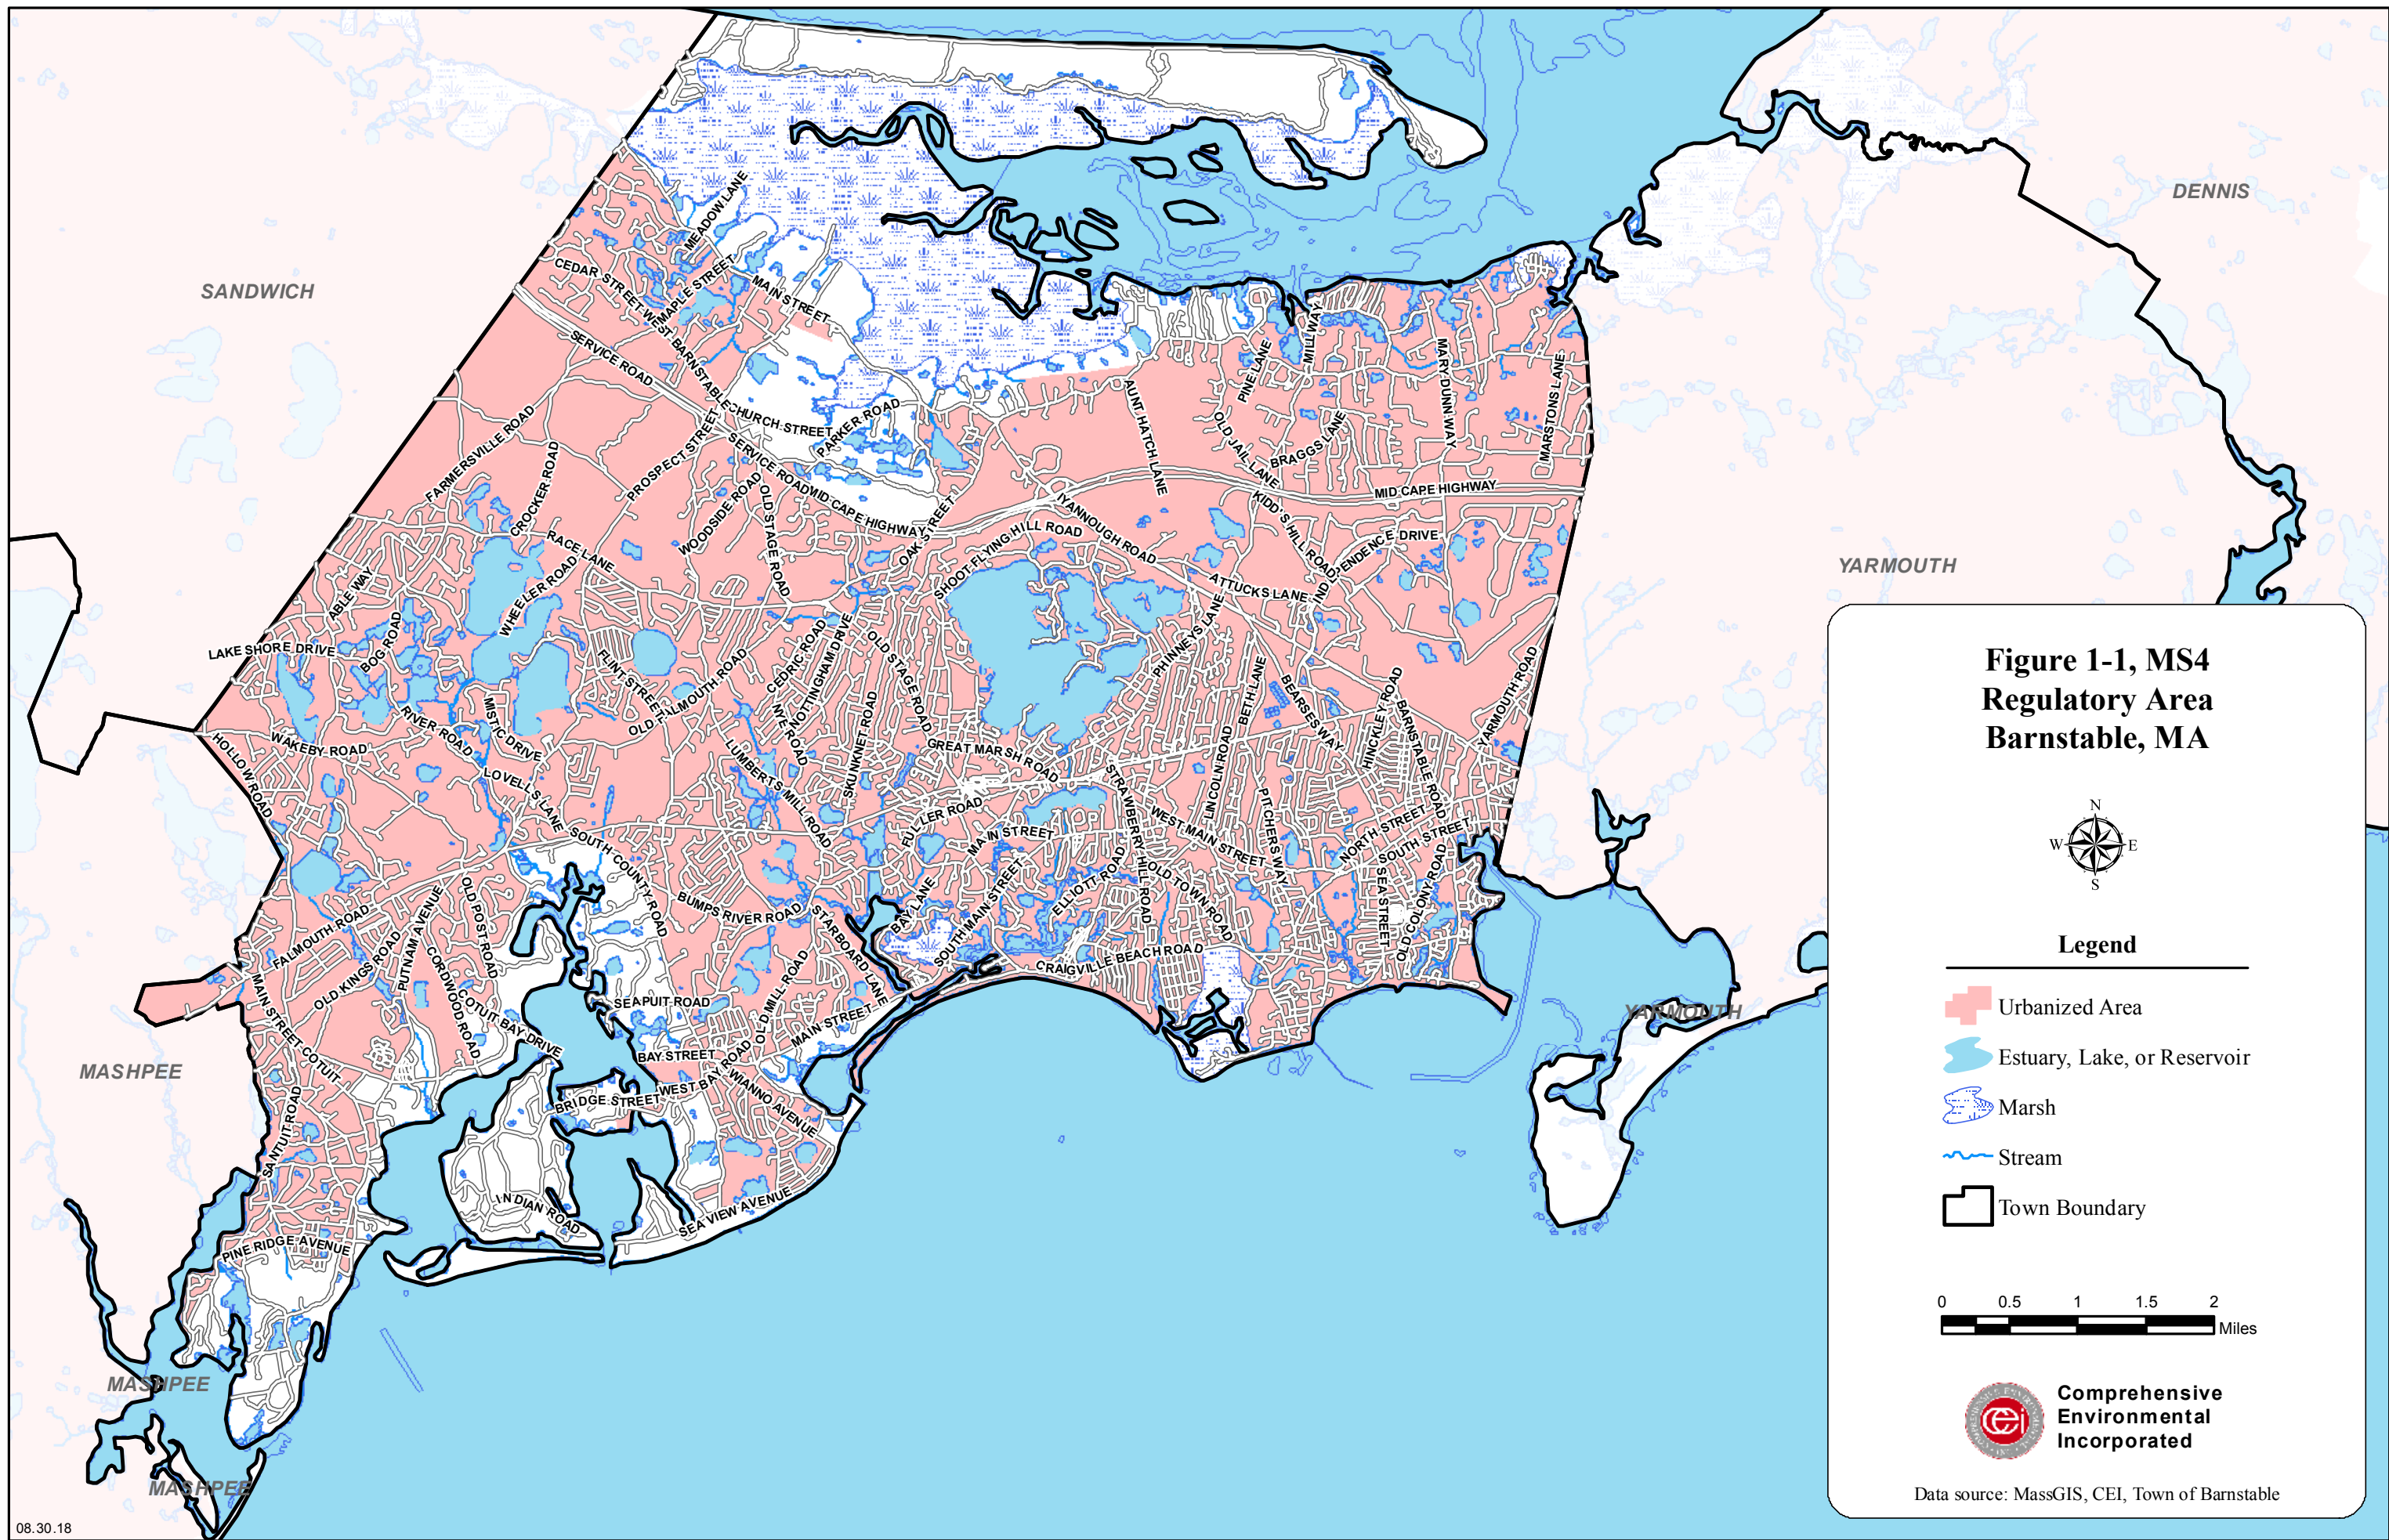 DENNIS
MEADOW LANE
CEDAR STREET
MAPLE STREET
MAIN STREET
SANDWICH
WEST BARNSTABLE
SERVICE ROAD
MILLWAY
PINE LANE
MARY DUNN WAY
MARSTONS LANE
AUNT HATCH LANE
CHURCH STREET
PARKER ROAD
FARMERSVILLE ROAD
CROCKER ROAD
PROSPECT STREET
SERVICE ROAD
OLD JAIL LANE
BRAGGS LANE
WOODSIDE ROAD
OLD STAGE ROAD
MID CAPE HIGHWAY
OAK STREET
IYANNOUGH ROAD
KIDD'S HILL ROAD
MID CAPE HIGHWAY
RACE LANE
SHOOT FLYING HILL ROAD
INDEPENDENCE DRIVE
YARMOUTH
ABLE WAY
WHEELER ROAD
ATTUCKS LANE
LAKE SHORE DRIVE
BOG ROAD
FLINT STREET
OLD FALMOUTH ROAD
CEDRIC ROAD
NOTTINGHAM DRIVE
OLD STAGE ROAD
PHINNEYS LANE
BETH LANE
BEARSES WAY
HINCKLEY ROAD
BARNSTABLE ROAD
YARMOUTH ROAD
HOLLOW ROAD
WAKEBY ROAD
RIVER ROAD
MISTIC DRIVE
NYE ROAD
SKUNKNET ROAD
GREAT MARSH ROAD
LINCOLN ROAD
LOVELLS LANE
LUMBERTS MILL ROAD
STRAWBERRY HILL ROAD
PITCHERS WAY
FULLER ROAD
MAIN STREET
WEST MAIN STREET
NORTH STREET
SOUTH STREET
SOUTH COUNTY ROAD
FALMOUTH ROAD
PUTNAM AVENUE
OLD POST ROAD
BUMPS RIVER ROAD
STARBOARD LANE
BAY LANE
SOUTH MAIN STREET
ELLIOTT ROAD
OLD TOWN ROAD
SEA STREET
OLD COLONY ROAD
OLD KINGS ROAD
CORDWOOD ROAD
CRAIGVILLE BEACH ROAD
MAIN STREET COTUIT
COTUIT BAY DRIVE
SEAPUIT ROAD
OLD MILL ROAD
MAIN STREET
YARMOUTH
MASHPEE
BAY STREET
WEST BAY ROAD
BRIDGE STREET
WIANNO AVENUE
SANTUIT ROAD
INDIAN ROAD
SEA VIEW AVENUE
PINE RIDGE AVENUE
MASHPEE
MASHPEE
08.30.18
Figure 1-1, MS4
Regulatory Area
Barnstable, MA
N
W E
S
Legend
Urbanized Area
Estuary, Lake, or Reservoir
Marsh
Stream
Town Boundary
0 0.5 1 1.5 2
Miles
cei
Comprehensive
Environmental
Incorporated
Data source: MassGIS, CEI, Town of Barnstable